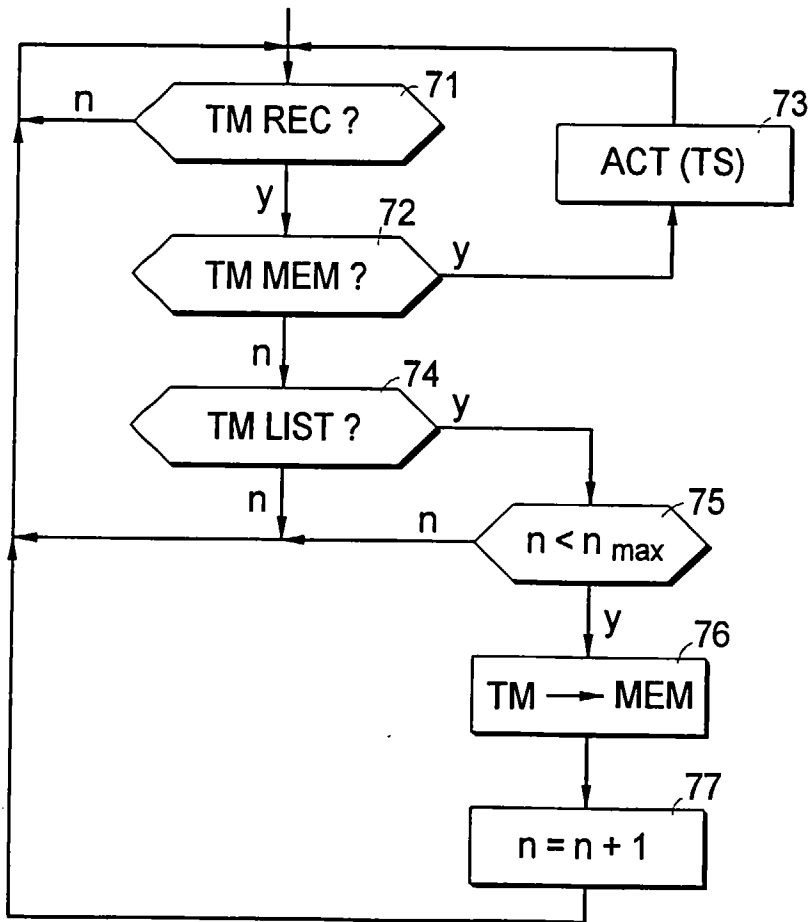 71
n
TM REC ?
73
ACT (TS)
y
72
TM MEM ?
y
n
74
TM LIST ?
y
n
75
n
n < n max
y
76
TM → MEM
77
n = n + 1